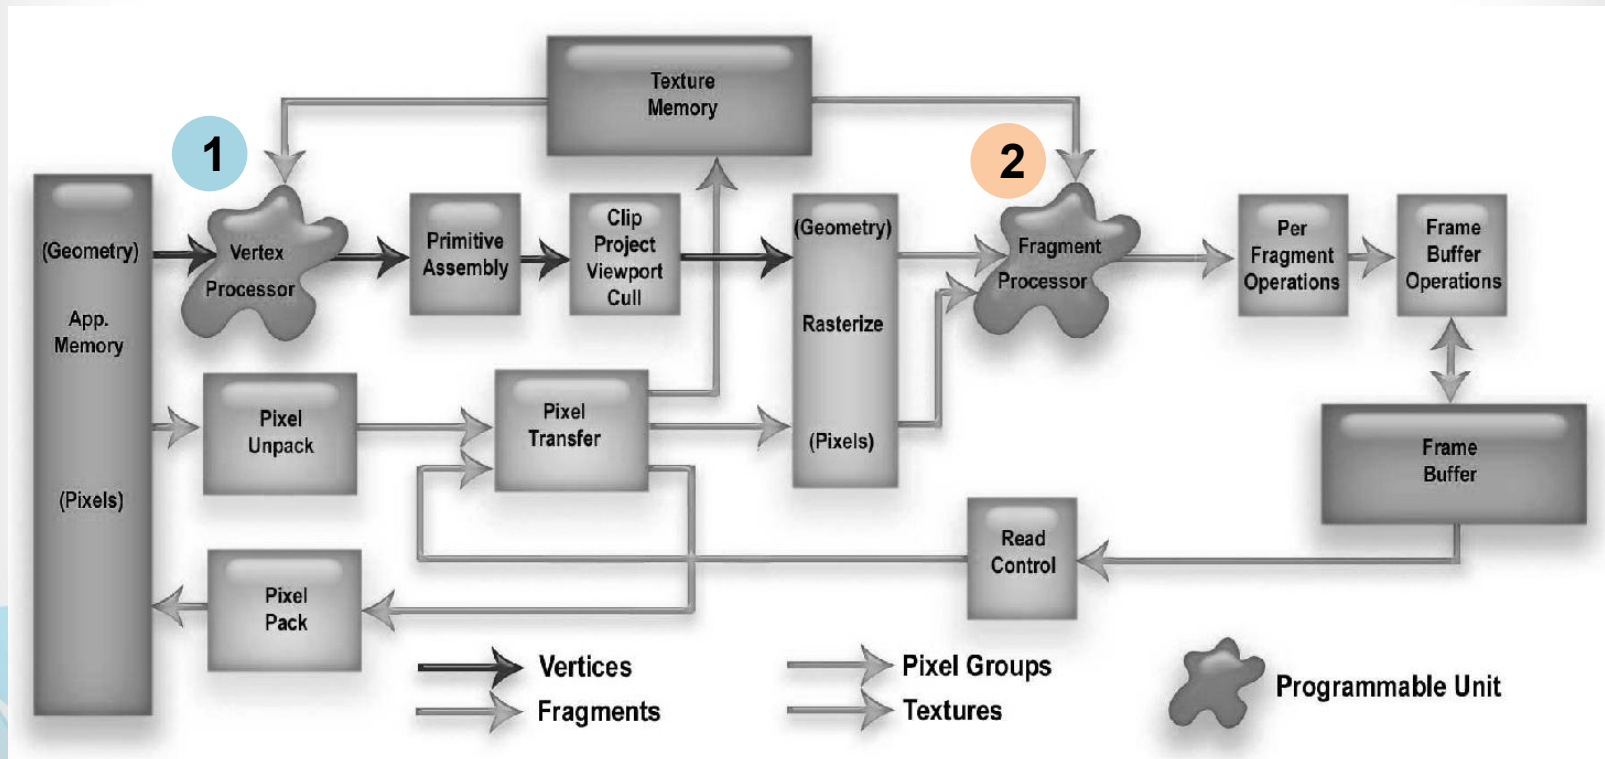 Texture
Memory
1
2
(Geometry)
App.
Memory
(Pixels)
Vertex
Processor
Primitive
Assembly
Clip
Project
Viewport
Cull
(Geometry)
Rasterize
(Pixels)
Fragment
Processor
Per
Fragment
Operations
Frame
Buffer
Operations
Pixel
Unpack
Pixel
Transfer
Frame
Buffer
Read
Control
Pixel
Pack
Vertices
Fragments
Pixel Groups
Textures
Programmable Unit